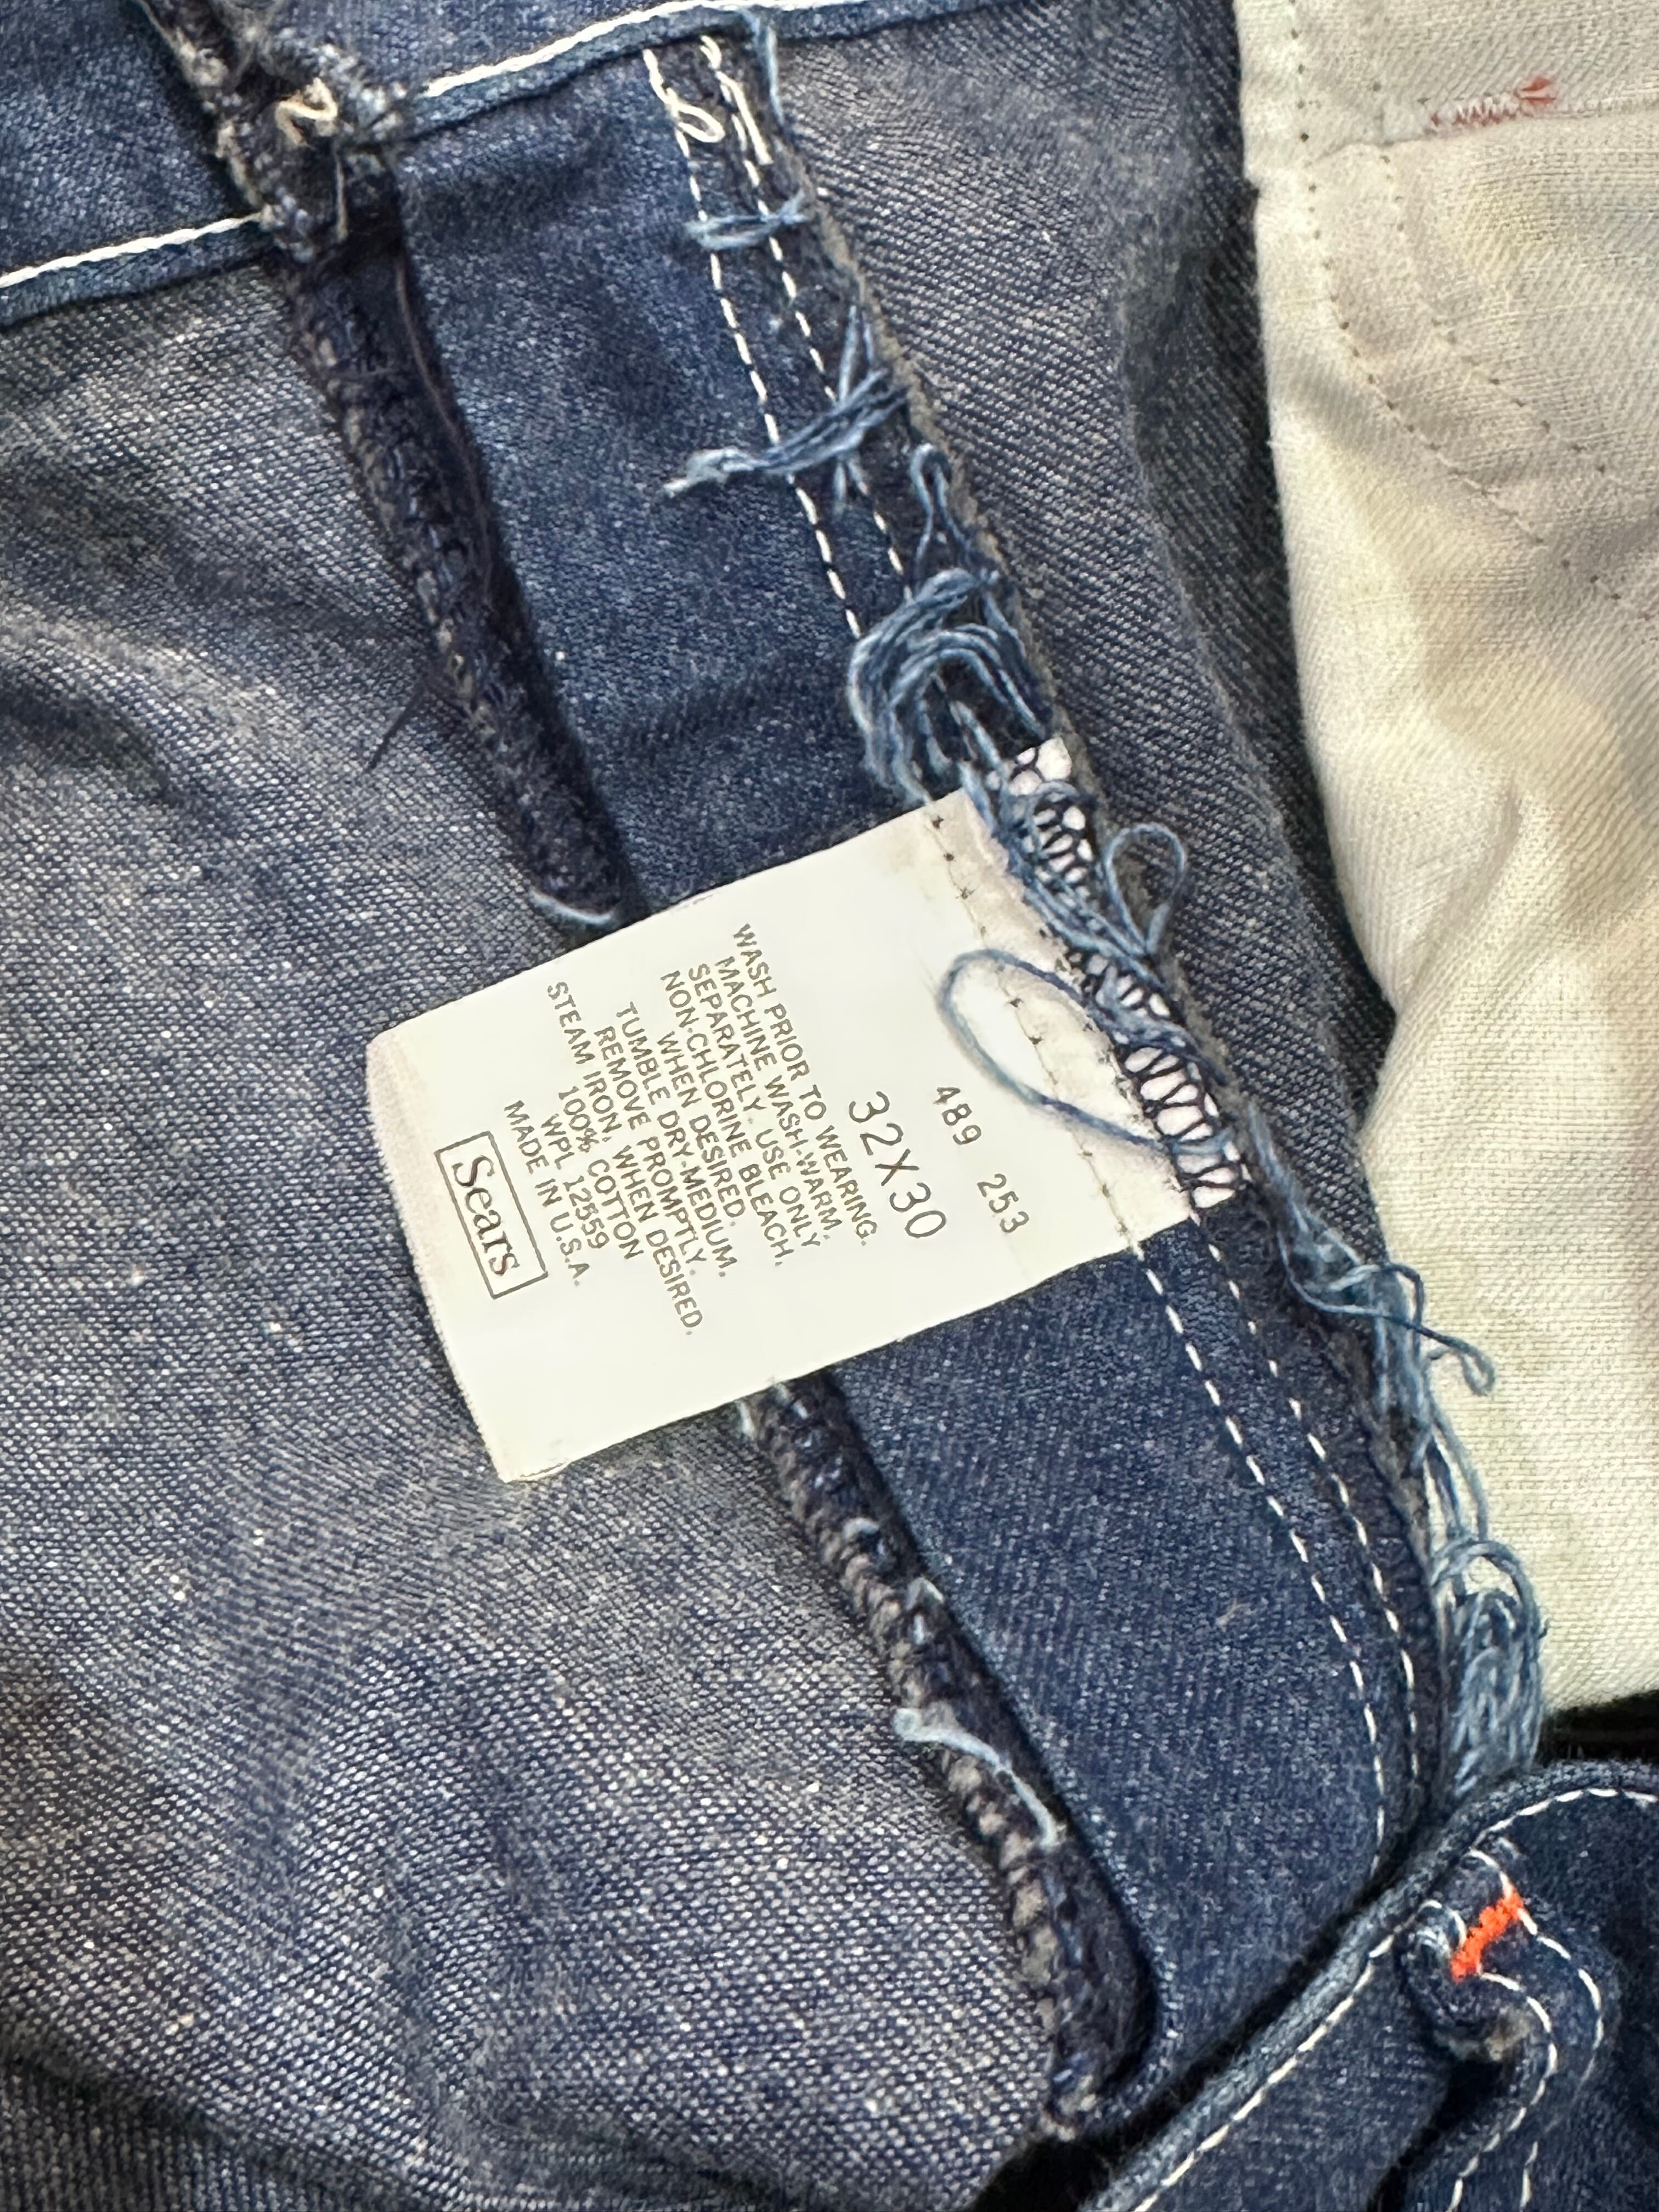 489 253
32X30
WASH PRIOR TO WEARING.
MACHINE WASH-WARM.
SEPARATELY. USE ONLY
NON-CHLORINE BLEACH,
WHEN DESIRED.
TUMBLE DRY-MEDIUM.
REMOVE PROMPTLY.
STEAM IRON, WHEN DESIRED.
100% COTTON
WPL 12559
MADE IN U.S.A.
Sears